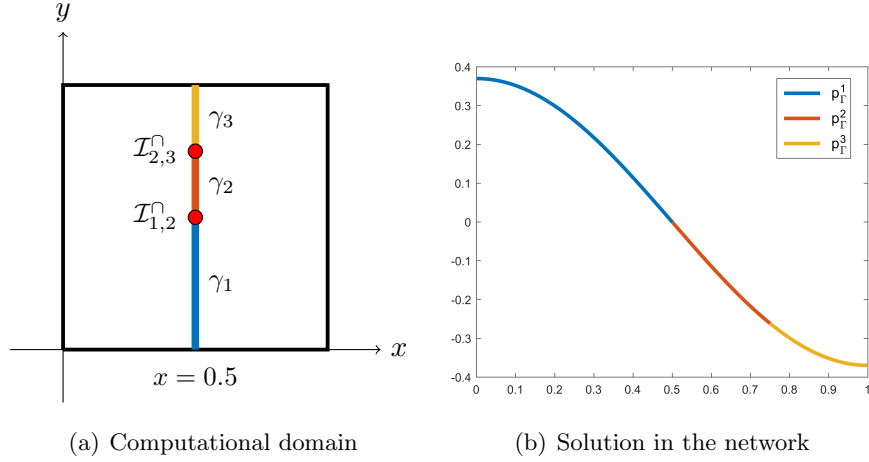 y
γ₃
ℐ∩2,3
γ₂
ℐ∩1,2
γ₁
x
x = 0.5
(a) Computational domain
0.4
0.3
0.2
0.1
0
-0.1
-0.2
-0.3
-0.4
0 0.1 0.2 0.3 0.4 0.5 0.6 0.7 0.8 0.9 1
p¹Γ
p²Γ
p³Γ
(b) Solution in the network